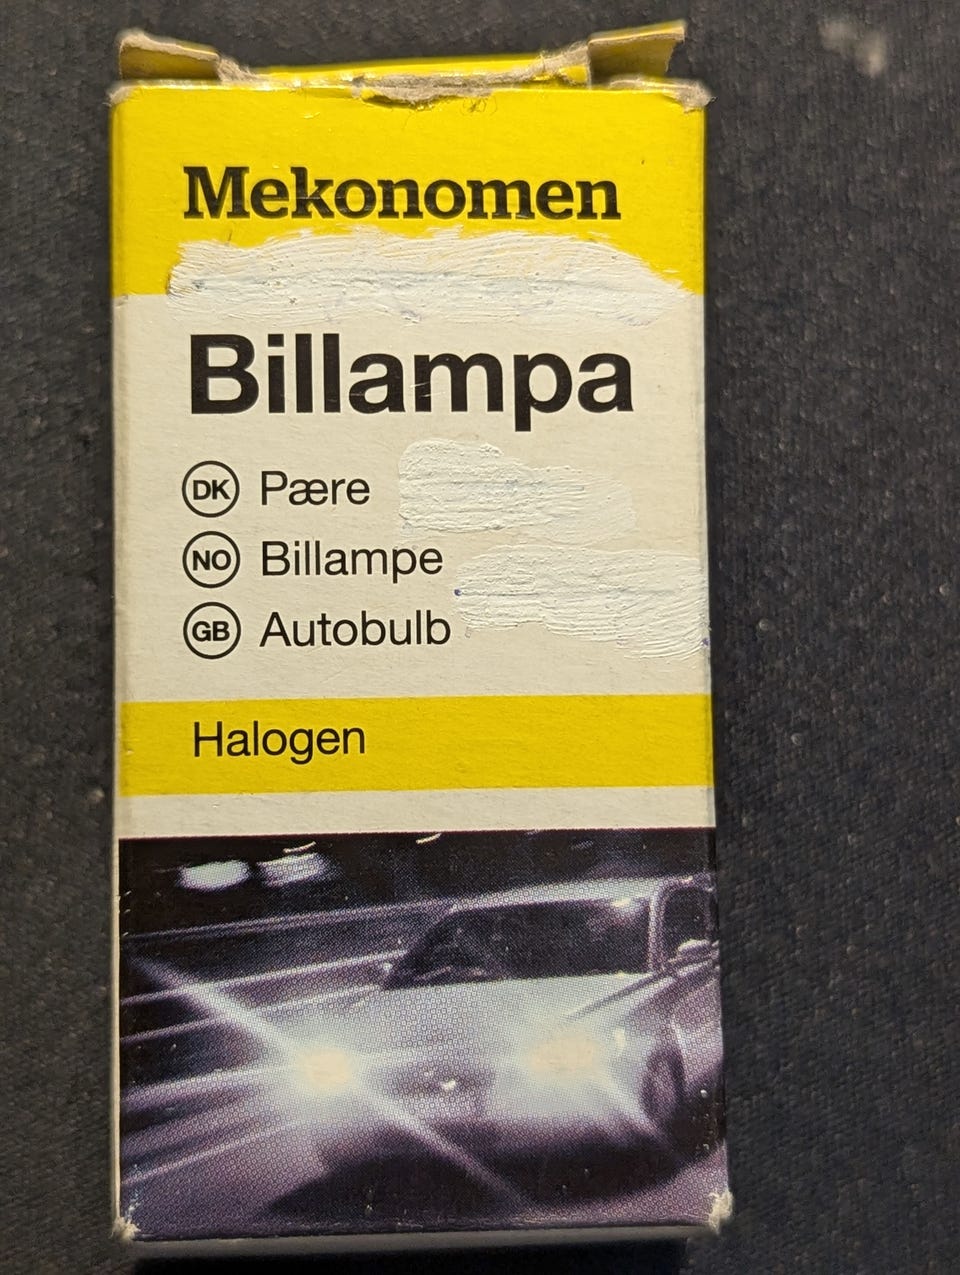 Mekonomen
Billampa
DK Pære
NO Billampe
GB Autobulb
Halogen